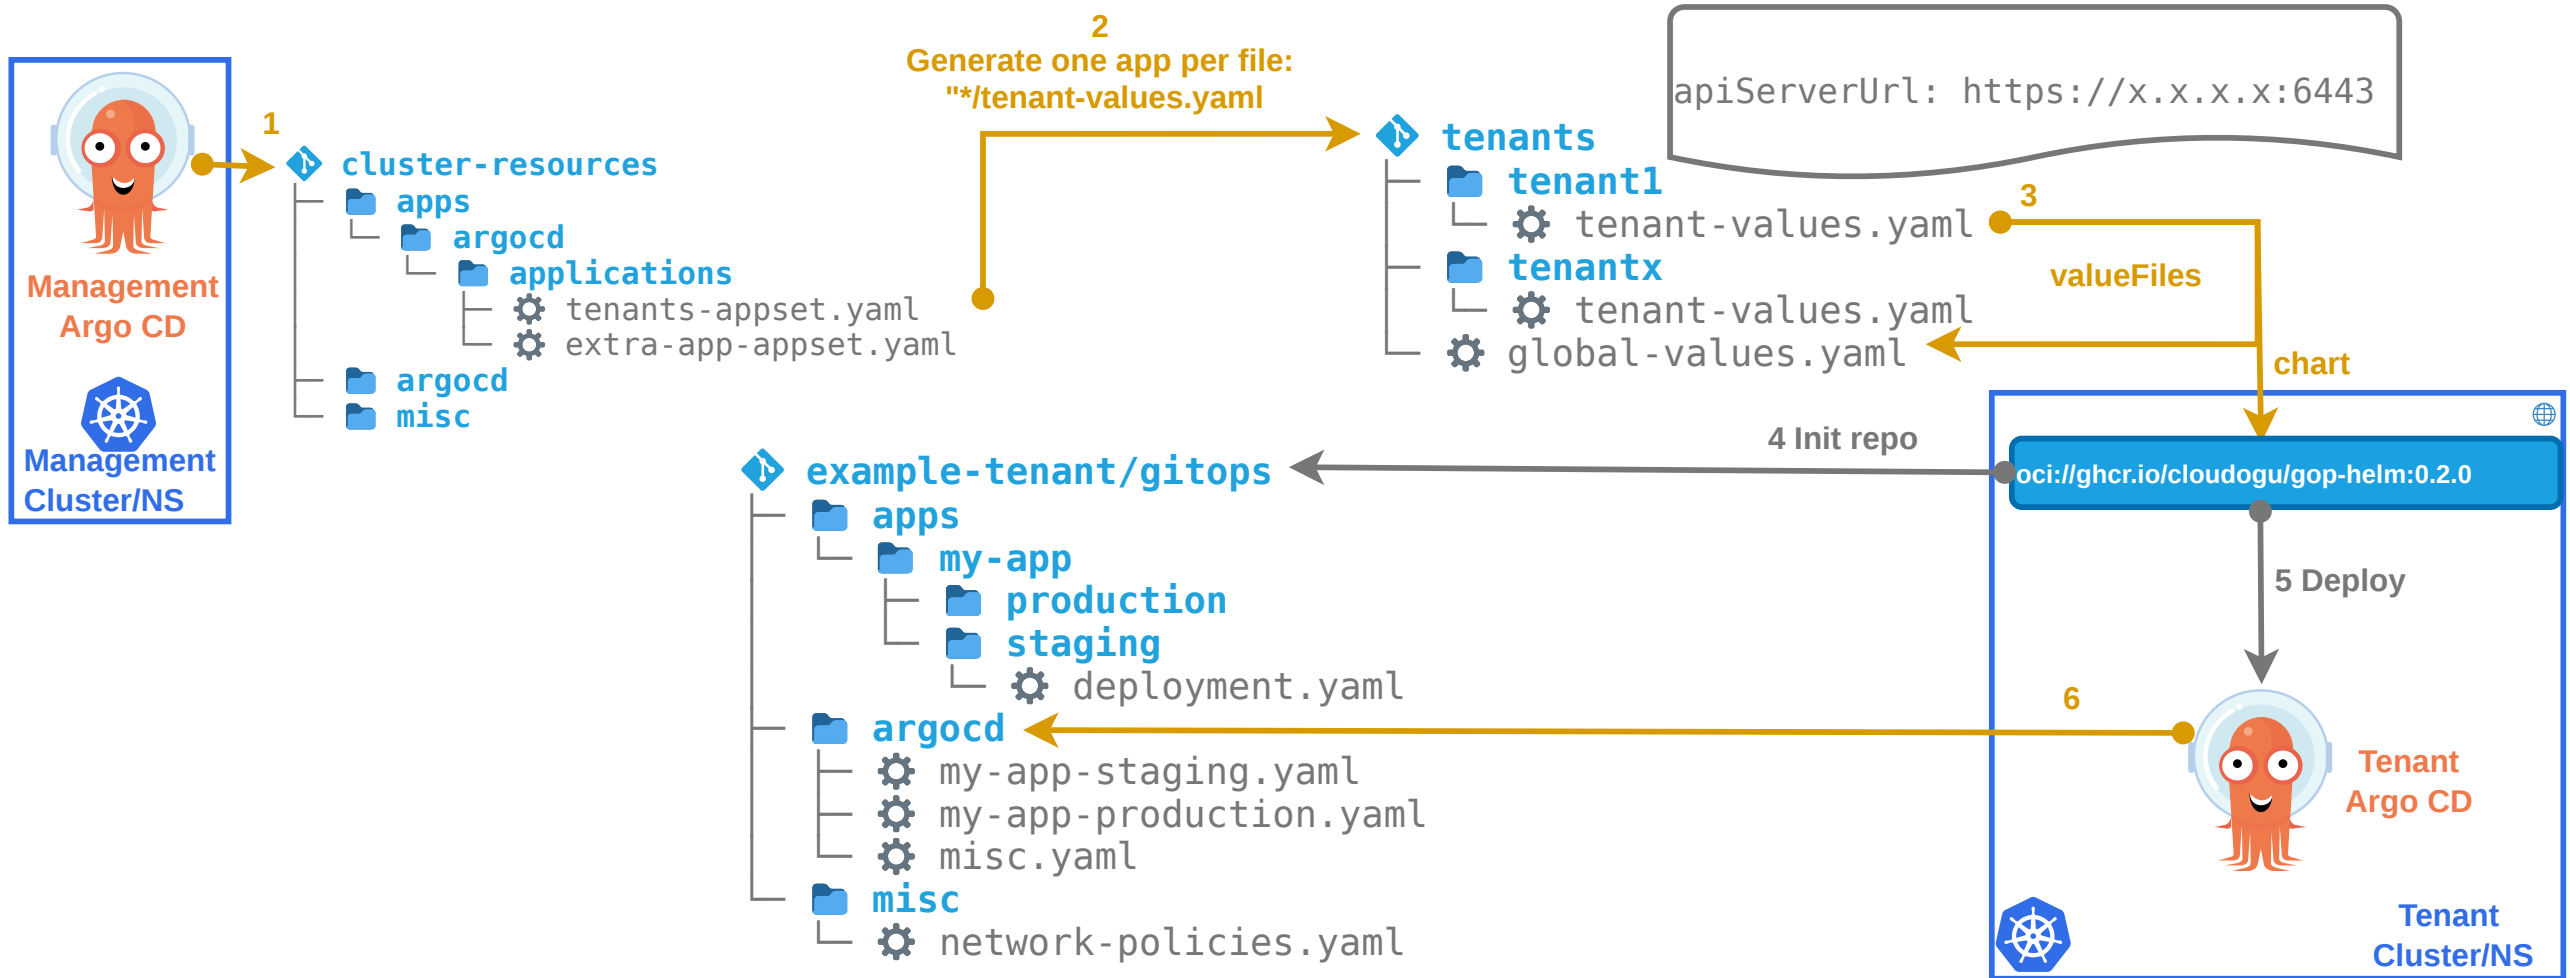 Management
Argo CD
Management
Cluster/NS
1
cluster-resources
apps
argocd
applications
tenants-appset.yaml
extra-app-appset.yaml
argocd
misc
2
Generate one app per file:
"*/tenant-values.yaml
apiServerUrl: https://x.x.x.x:6443
tenants
tenant1
tenant-values.yaml
tenantx
tenant-values.yaml
global-values.yaml
3
valueFiles
chart
4 Init repo
oci://ghcr.io/cloudogu/gop-helm:0.2.0
5 Deploy
example-tenant/gitops
apps
my-app
production
staging
deployment.yaml
argocd
my-app-staging.yaml
my-app-production.yaml
misc.yaml
misc
network-policies.yaml
6
Tenant
Argo CD
Tenant
Cluster/NS